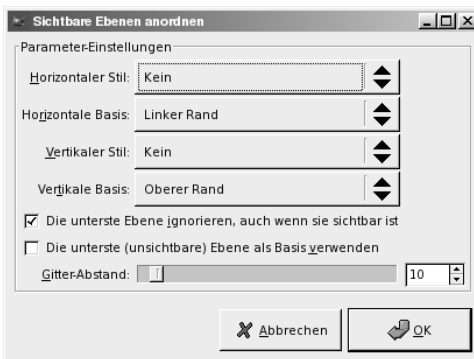 Sichtbare Ebenen anordnen
Parameter-Einstellungen
Horizontaler Stil: Kein
Horizontale Basis: Linker Rand
Vertikaler Stil: Kein
Vertikale Basis: Oberer Rand
Die unterste Ebene ignorieren, auch wenn sie sichtbar ist
Die unterste (unsichtbare) Ebene als Basis verwenden
Gitter-Abstand: 10
Abbrechen OK